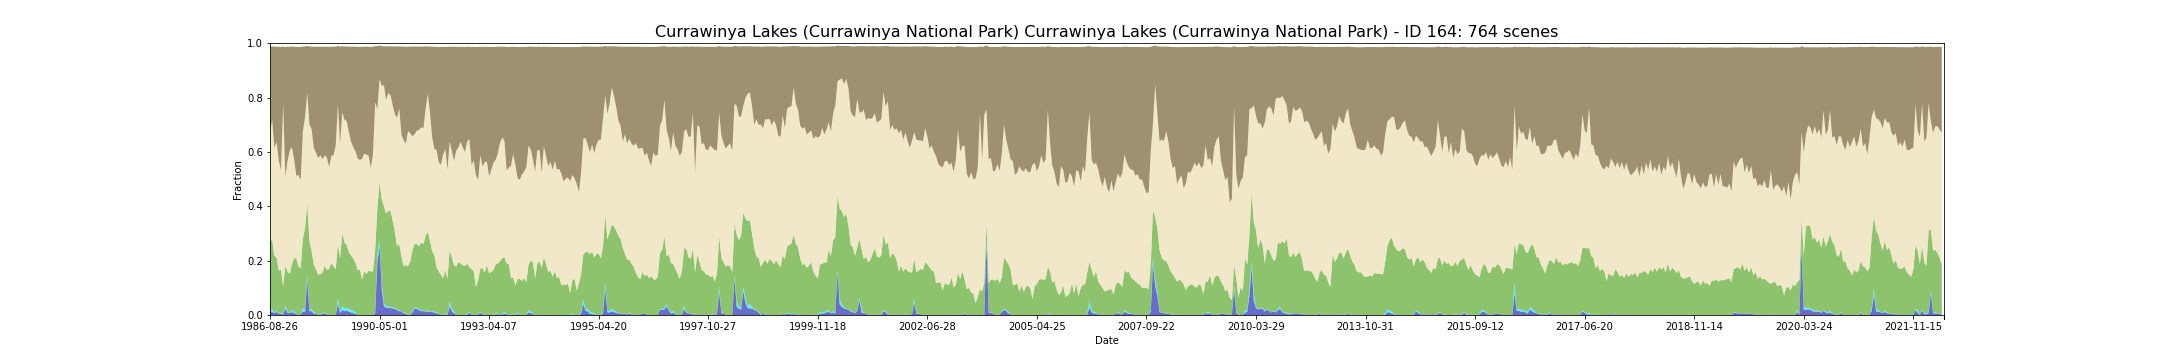 Currawinya Lakes (Currawinya National Park) Currawinya Lakes (Currawinya National Park) - ID 164: 764 scenes
1.0
0.8
0.6
0.4
0.2
0.0
Fraction
1986-08-26 1990-05-01 1993-04-07 1995-04-20 1997-10-27 1999-11-18 2002-06-28 2005-04-25 2007-09-22 2010-03-29 2013-10-31 2015-09-12 2017-06-20 2018-11-14 2020-03-24 2021-11-15
Date